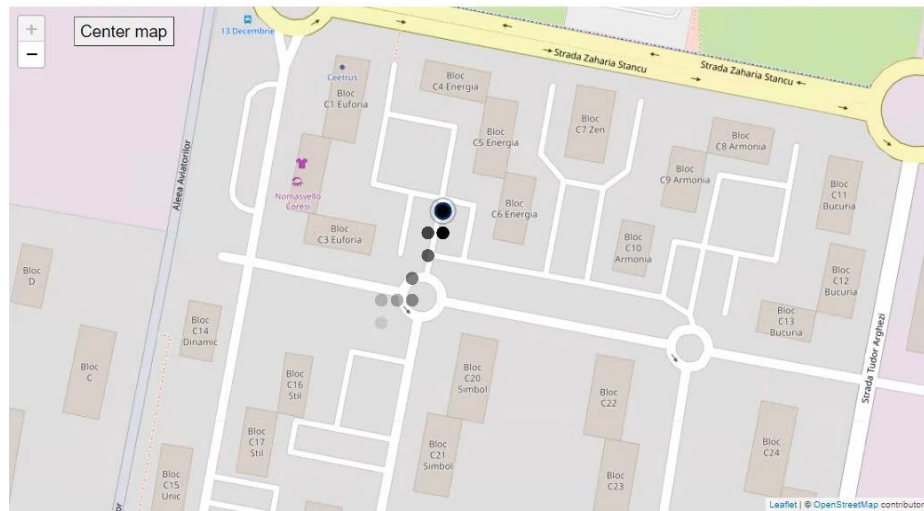 +
−
Center map
13 Decembrie
Strada Zaharia Stancu
Strada Zaharia Stancu
Ceetrus
Bloc
C1 Euforia
Bloc
C4 Energia
Bloc
C5 Energia
Bloc
C7 Zen
Bloc
C8 Armonia
Bloc
C9 Armonia
Bloc
C11
Bucuria
Aleea Aviatorilor
Nomasvello
Coresi
Bloc
C6 Energia
Bloc
C3 Euforia
Bloc
C10
Armonia
Bloc
D
Bloc
C12
Bucuria
Bloc
C13
Bucuria
Bloc
C14
Dinamic
Strada Tudor Arghezi
Bloc
C
Bloc
C16
Stil
Bloc
C20
Simbol
Bloc
C22
Bloc
C17
Stil
Bloc
C21
Simbol
Bloc
C24
Bloc
C15
Unic
Bloc
C23
Leaflet | © OpenStreetMap contributor